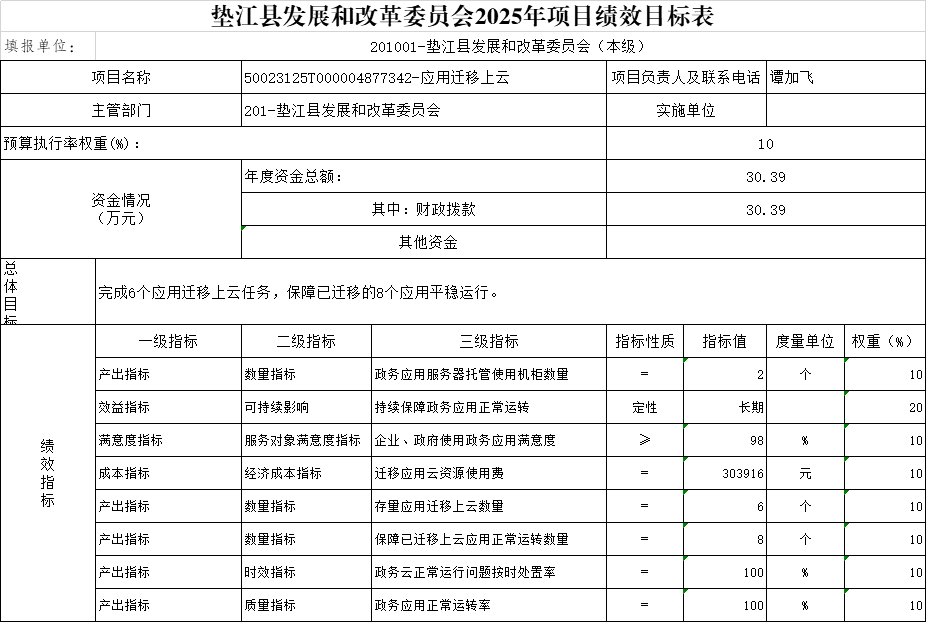 垫江县发展和改革委员会2025年项目绩效目标表
填报单位: 201001-垫江县发展和改革委员会（本级）
项目名称 50023125T000004877342-应用迁移上云 项目负责人及联系电话 谭加飞
主管部门 201-垫江县发展和改革委员会 实施单位
预算执行率权重(%): 10
资金情况
（万元）
年度资金总额: 30.39
其中: 财政拨款 30.39
其他资金
总
体
目
标
完成6个应用迁移上云任务，保障已迁移的8个应用平稳运行。
绩
效
指
标
一级指标 二级指标 三级指标 指标性质 指标值 度量单位 权重（%）
产出指标 数量指标 政务应用服务器托管使用机柜数量 = 2 个 10
效益指标 可持续影响 持续保障政务应用正常运转 定性 长期 20
满意度指标 服务对象满意度指标 企业、政府使用政务应用满意度 ≥ 98 % 10
成本指标 经济成本指标 迁移应用云资源使用费 = 303916 元 10
产出指标 数量指标 存量应用迁移上云数量 = 6 个 10
产出指标 数量指标 保障已迁移上云应用正常运转数量 = 8 个 10
产出指标 时效指标 政务云正常运行问题按时处置率 = 100 % 10
产出指标 质量指标 政务应用正常运转率 = 100 % 10